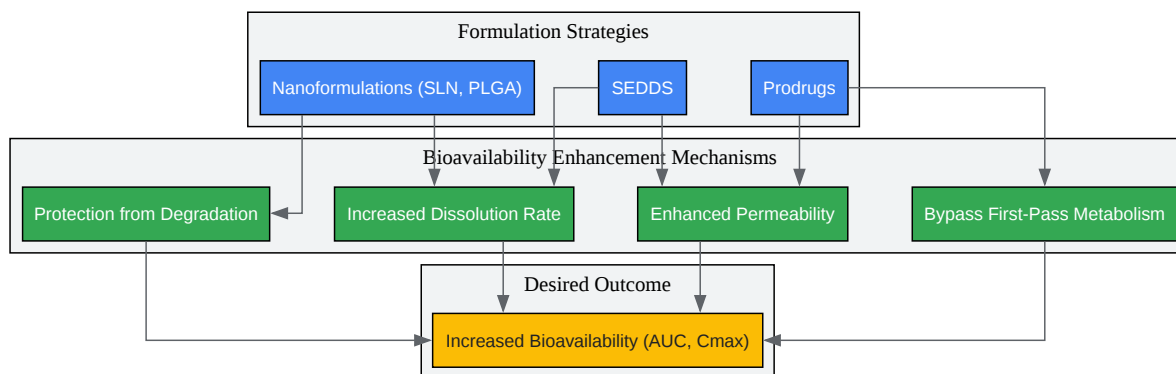 Formulation Strategies
Nanoformulations (SLN, PLGA)
SEDDS
Prodrugs
Bioavailability Enhancement Mechanisms
Protection from Degradation
Increased Dissolution Rate
Enhanced Permeability
Bypass First-Pass Metabolism
Desired Outcome
Increased Bioavailability (AUC, Cmax)